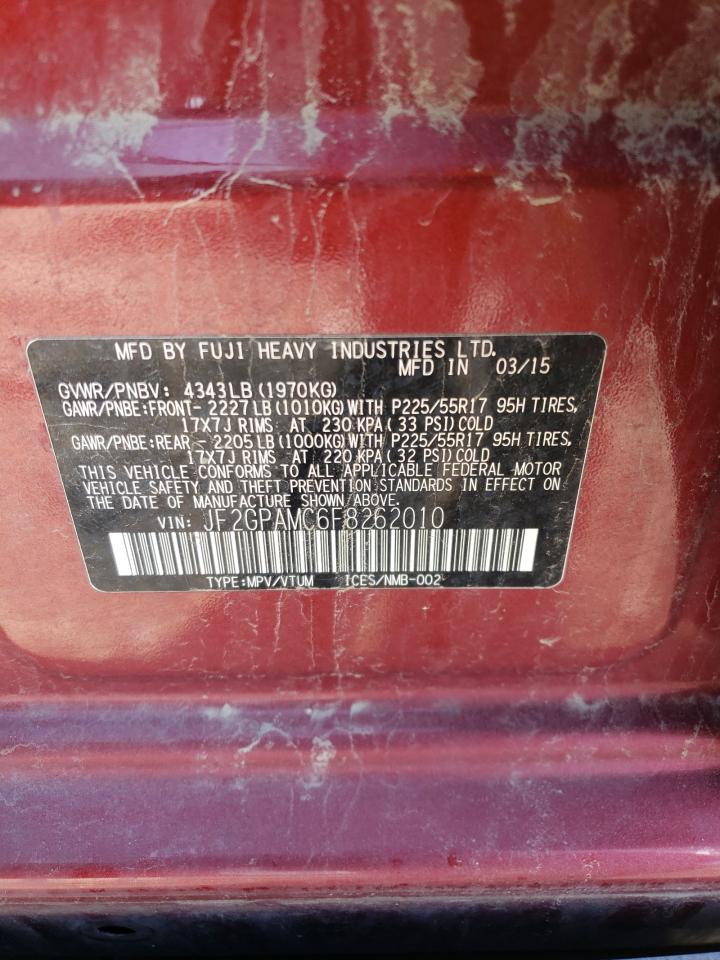 MFD BY FUJI HEAVY INDUSTRIES LTD.
MFD IN 03/15
GVWR/PNBV: 4343LB (1970KG)
GAWR/PNBE:FRONT- 2227LB (1010KG) WITH P225/55R17 95H TIRES,
17X7J RIMS AT 230 KPA (33 PSI) COLD
GAWR/PNBE:REAR - 2205LB (1000KG) WITH P225/55R17 95H TIRES,
17X7J RIMS AT 220 KPA (32 PSI) COLD
THIS VEHICLE CONFORMS TO ALL APPLICABLE FEDERAL MOTOR
VEHICLE SAFETY AND THEFT PREVENTION STANDARDS IN EFFECT ON
THE DATE OF MANUFACTURE SHOWN ABOVE.
VIN: JF2GPAMC6F8262010
TYPE:MPV/VTUM ICES/NMB-002